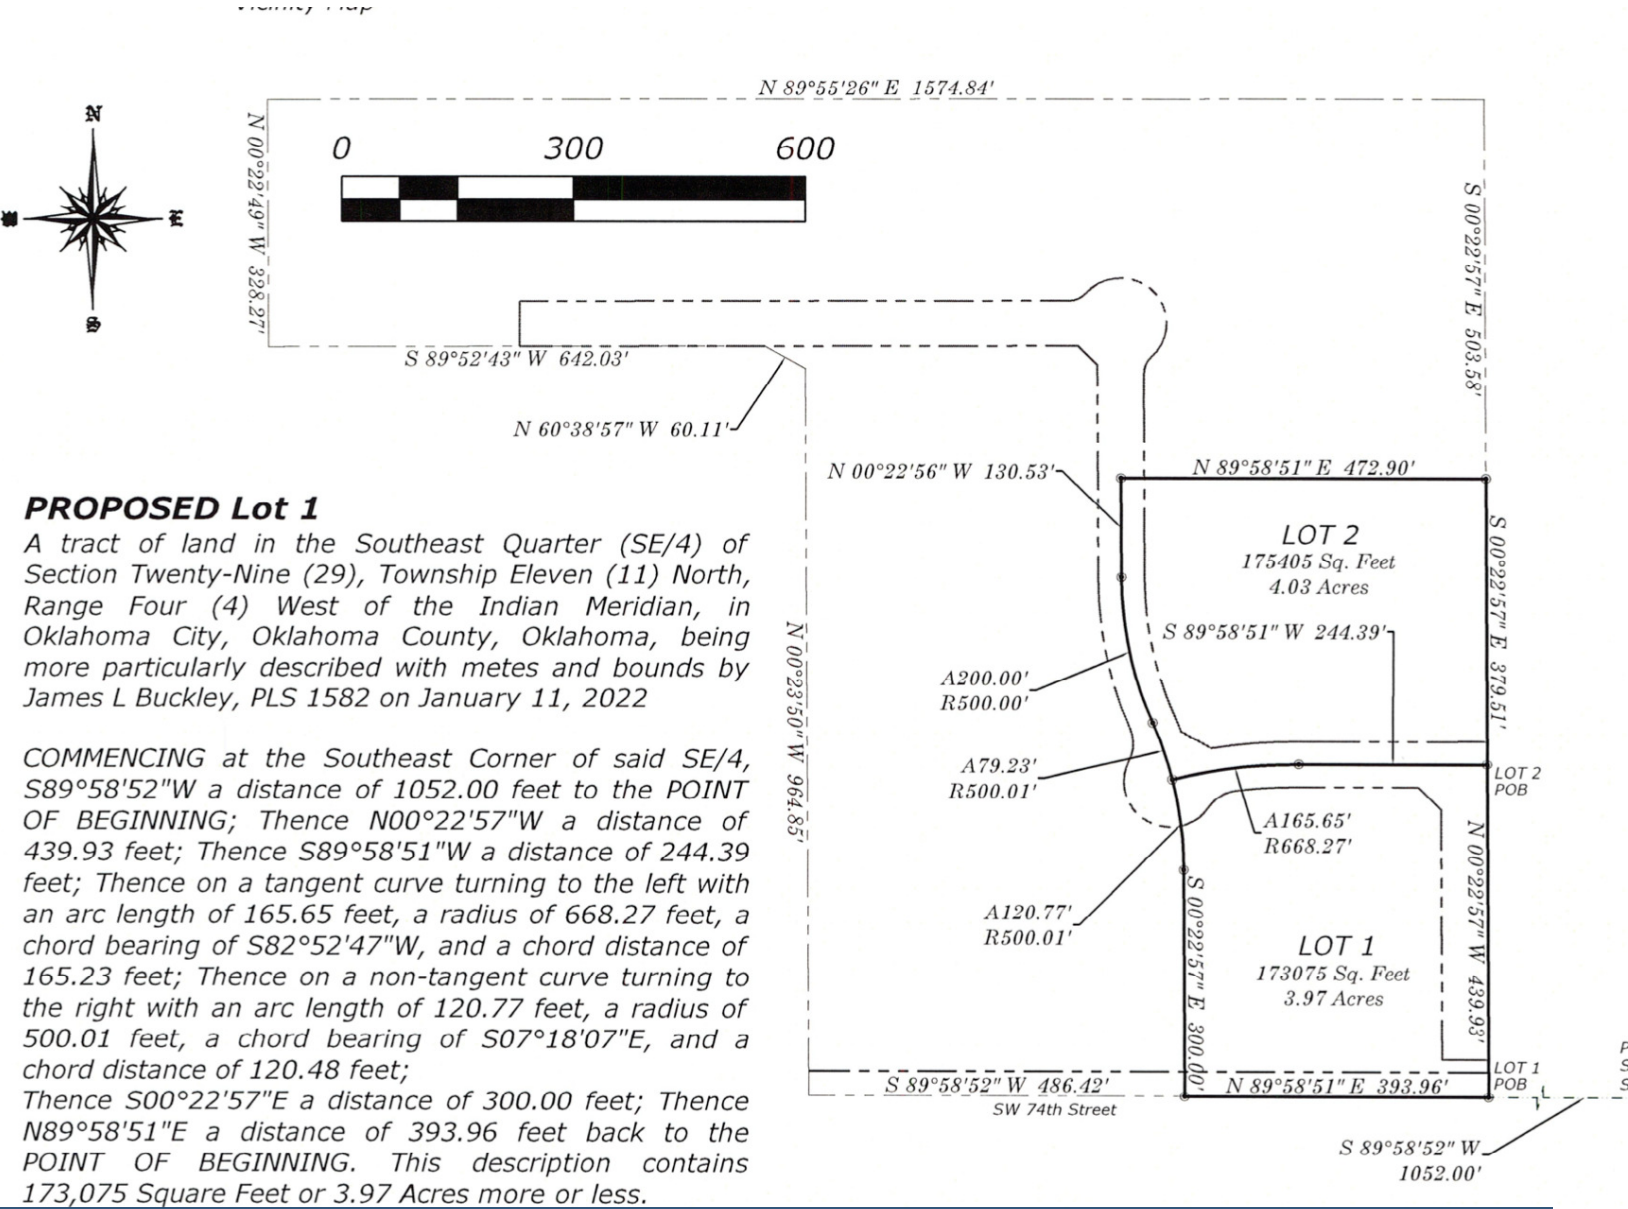 Vicinity Map
N 89°55'26" E 1574.84'
N
S
E
N 00°22'49" W 328.27'
0 300 600
S 00°22'57" E 503.58'
S 89°52'43" W 642.03'
N 60°38'57" W 60.11'
N 00°22'56" W 130.53'
N 89°58'51" E 472.90'
LOT 2
175405 Sq. Feet
4.03 Acres
S 89°58'51" W 244.39'
S 00°22'57" E 379.51'
N 00°23'50" W 964.85'
A200.00'
R500.00'
A79.23'
R500.01'
LOT 2
POB
A165.65'
R668.27'
A120.77'
R500.01'
S 00°22'57" E 300.00'
LOT 1
173075 Sq. Feet
3.97 Acres
N 00°22'57" W 439.93'
LOT 1
POB
S 89°58'52" W 486.42'
N 89°58'51" E 393.96'
SW 74th Street
S 89°58'52" W
1052.00'
PROPOSED Lot 1
A tract of land in the Southeast Quarter (SE/4) of
Section Twenty-Nine (29), Township Eleven (11) North,
Range Four (4) West of the Indian Meridian, in
Oklahoma City, Oklahoma County, Oklahoma, being
more particularly described with metes and bounds by
James L Buckley, PLS 1582 on January 11, 2022
COMMENCING at the Southeast Corner of said SE/4,
S89°58'52"W a distance of 1052.00 feet to the POINT
OF BEGINNING; Thence N00°22'57"W a distance of
439.93 feet; Thence S89°58'51"W a distance of 244.39
feet; Thence on a tangent curve turning to the left with
an arc length of 165.65 feet, a radius of 668.27 feet, a
chord bearing of S82°52'47"W, and a chord distance of
165.23 feet; Thence on a non-tangent curve turning to
the right with an arc length of 120.77 feet, a radius of
500.01 feet, a chord bearing of S07°18'07"E, and a
chord distance of 120.48 feet;
Thence S00°22'57"E a distance of 300.00 feet; Thence
N89°58'51"E a distance of 393.96 feet back to the
POINT OF BEGINNING. This description contains
173,075 Square Feet or 3.97 Acres more or less.